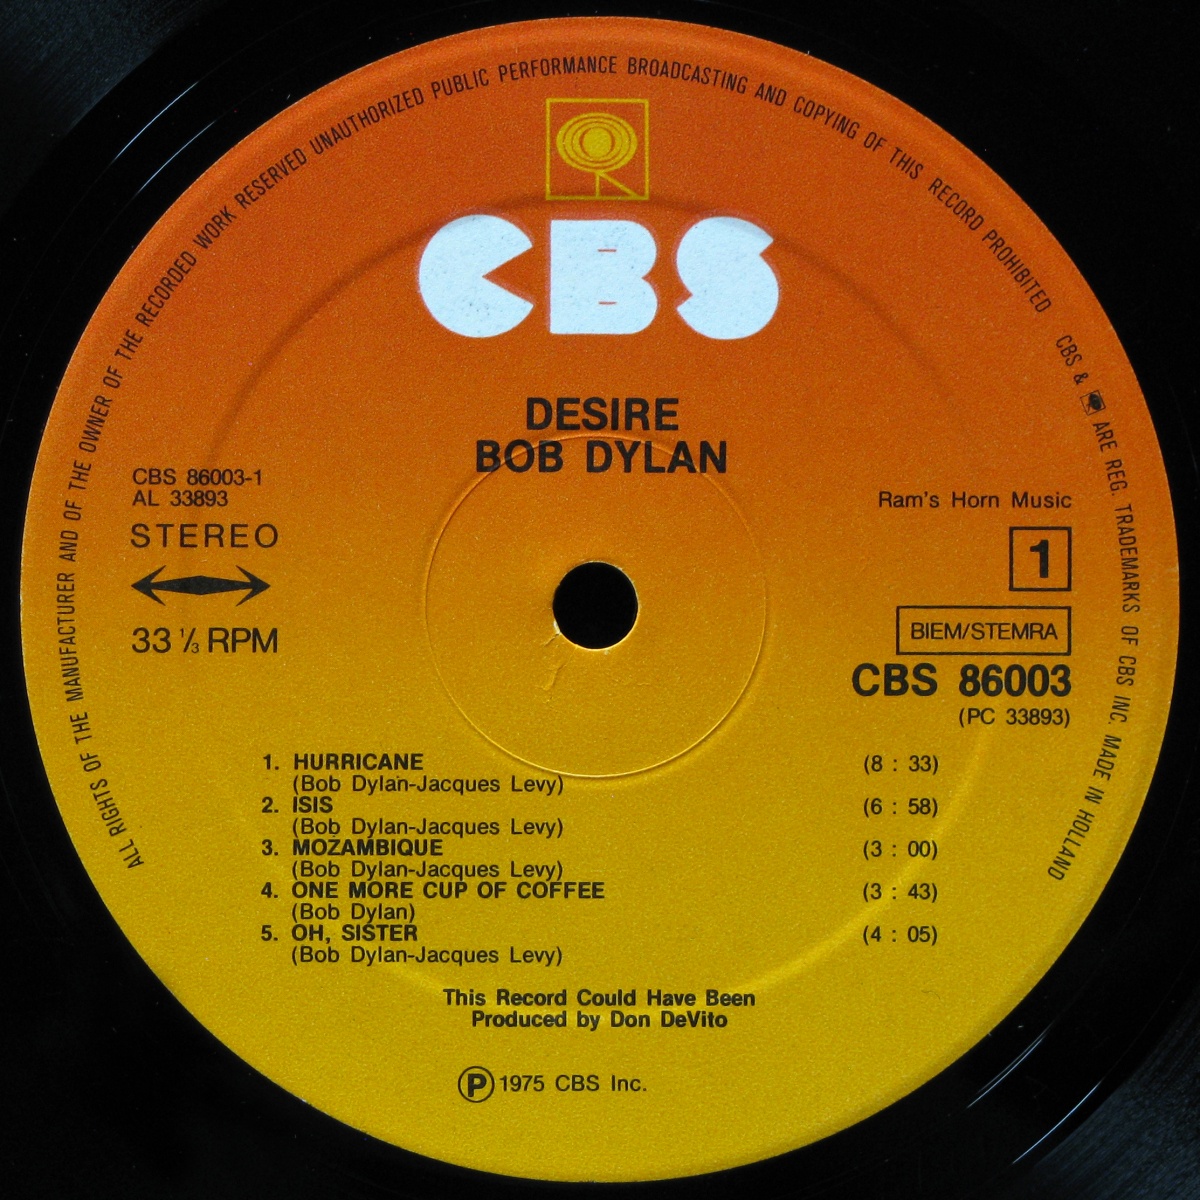 ALL RIGHTS OF THE MANUFACTURER AND OF THE OWNER OF THE RECORDED WORK RESERVED UNAUTHORIZED PUBLIC PERFORMANCE BROADCASTING AND COPYING OF THIS RECORD PROHIBITED CBS & ARE REG. TRADEMARKS OF CBS INC. MADE IN HOLLAND
CBS
DESIRE
BOB DYLAN
CBS 86003-1
AL 33893
STEREO
33 ⅓ RPM
Ram's Horn Music
1
BIEM/STEMRA
CBS 86003
(PC 33893)
1. HURRICANE (8 : 33)
(Bob Dylan-Jacques Levy)
2. ISIS (6 : 58)
(Bob Dylan-Jacques Levy)
3. MOZAMBIQUE (3 : 00)
(Bob Dylan-Jacques Levy)
4. ONE MORE CUP OF COFFEE (3 : 43)
(Bob Dylan)
5. OH, SISTER (4 : 05)
(Bob Dylan-Jacques Levy)
This Record Could Have Been
Produced by Don DeVito
Ⓟ 1975 CBS Inc.